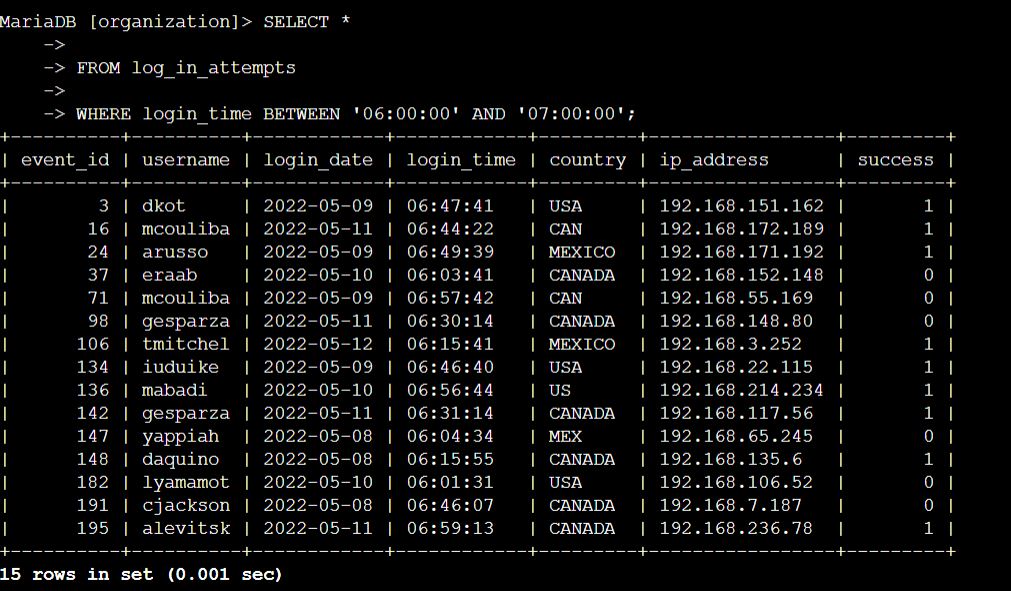 MariaDB [organization]> SELECT *
    ->
    -> FROM log_in_attempts
    ->
    -> WHERE login_time BETWEEN '06:00:00' AND '07:00:00';
+----------+----------+------------+------------+---------+-----------------+---------+
| event_id | username | login_date | login_time | country | ip_address      | success |
+----------+----------+------------+------------+---------+-----------------+---------+
|        3 | dkot     | 2022-05-09 | 06:47:41   | USA     | 192.168.151.162 |       1 |
|       16 | mcouliba | 2022-05-11 | 06:44:22   | CAN     | 192.168.172.189 |       1 |
|       24 | arusso   | 2022-05-09 | 06:49:39   | MEXICO  | 192.168.171.192 |       1 |
|       37 | eraab    | 2022-05-10 | 06:03:41   | CANADA  | 192.168.152.148 |       0 |
|       71 | mcouliba | 2022-05-09 | 06:57:42   | CAN     | 192.168.55.169  |       0 |
|       98 | gesparza | 2022-05-11 | 06:30:14   | CANADA  | 192.168.148.80  |       0 |
|      106 | tmitchel | 2022-05-12 | 06:15:41   | MEXICO  | 192.168.3.252   |       1 |
|      134 | iuduike  | 2022-05-09 | 06:46:40   | USA     | 192.168.22.115  |       1 |
|      136 | mabadi   | 2022-05-10 | 06:56:44   | US      | 192.168.214.234 |       1 |
|      142 | gesparza | 2022-05-11 | 06:31:14   | CANADA  | 192.168.117.56  |       1 |
|      147 | yappiah  | 2022-05-08 | 06:04:34   | MEX     | 192.168.65.245  |       0 |
|      148 | daquino  | 2022-05-08 | 06:15:55   | CANADA  | 192.168.135.6   |       1 |
|      182 | lyamamot | 2022-05-10 | 06:01:31   | USA     | 192.168.106.52  |       0 |
|      191 | cjackson | 2022-05-08 | 06:46:07   | CANADA  | 192.168.7.187   |       0 |
|      195 | alevitsk | 2022-05-11 | 06:59:13   | CANADA  | 192.168.236.78  |       1 |
+----------+----------+------------+------------+---------+-----------------+---------+
15 rows in set (0.001 sec)